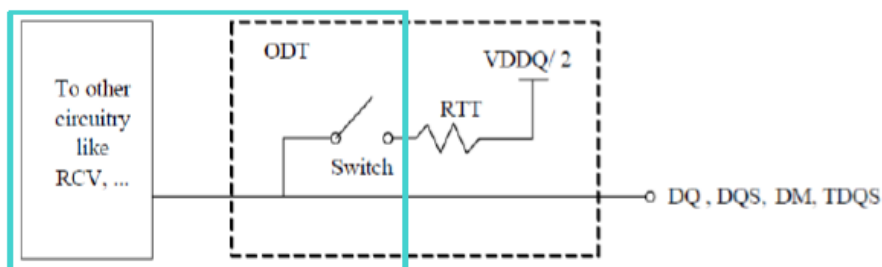 To other
circuitry
like
RCV, ...
ODT
Switch
RTT
VDDQ/ 2
DQ , DQS, DM, TDQS